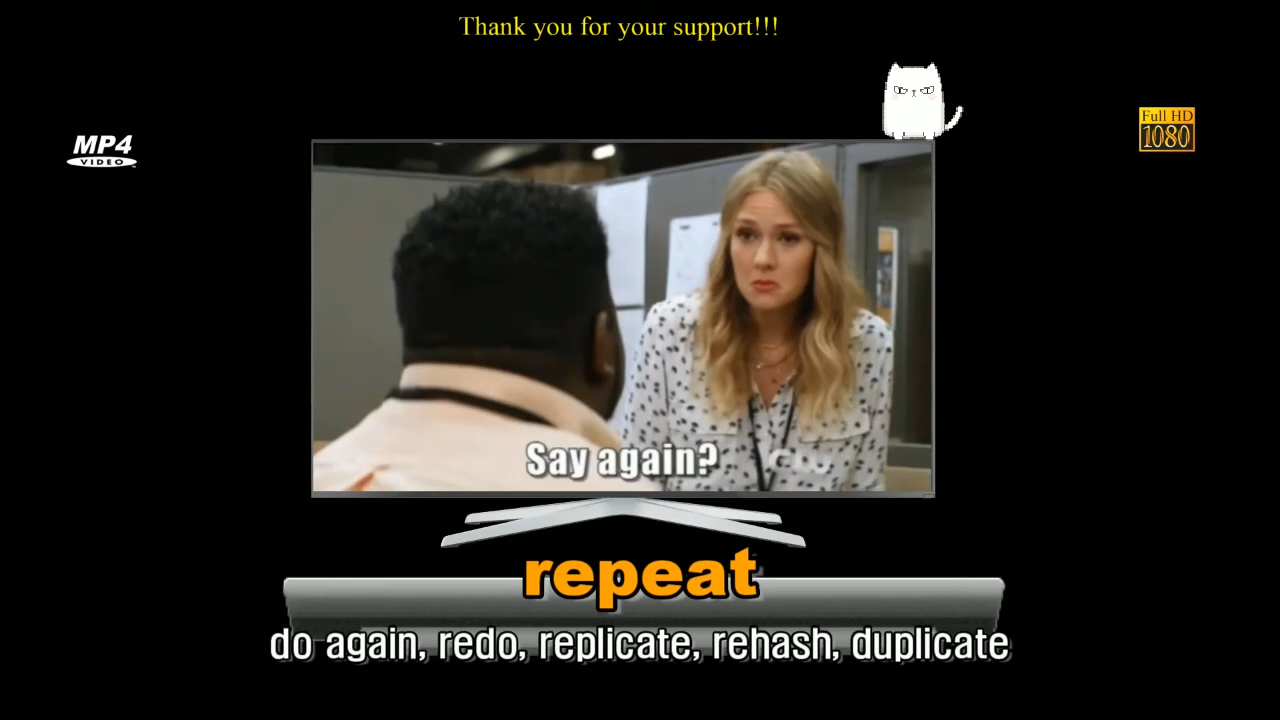 Thank you for your support!!!
MP4
VIDEO
Full HD
1080
Say again?
repeat
do again, redo, replicate, rehash, duplicate